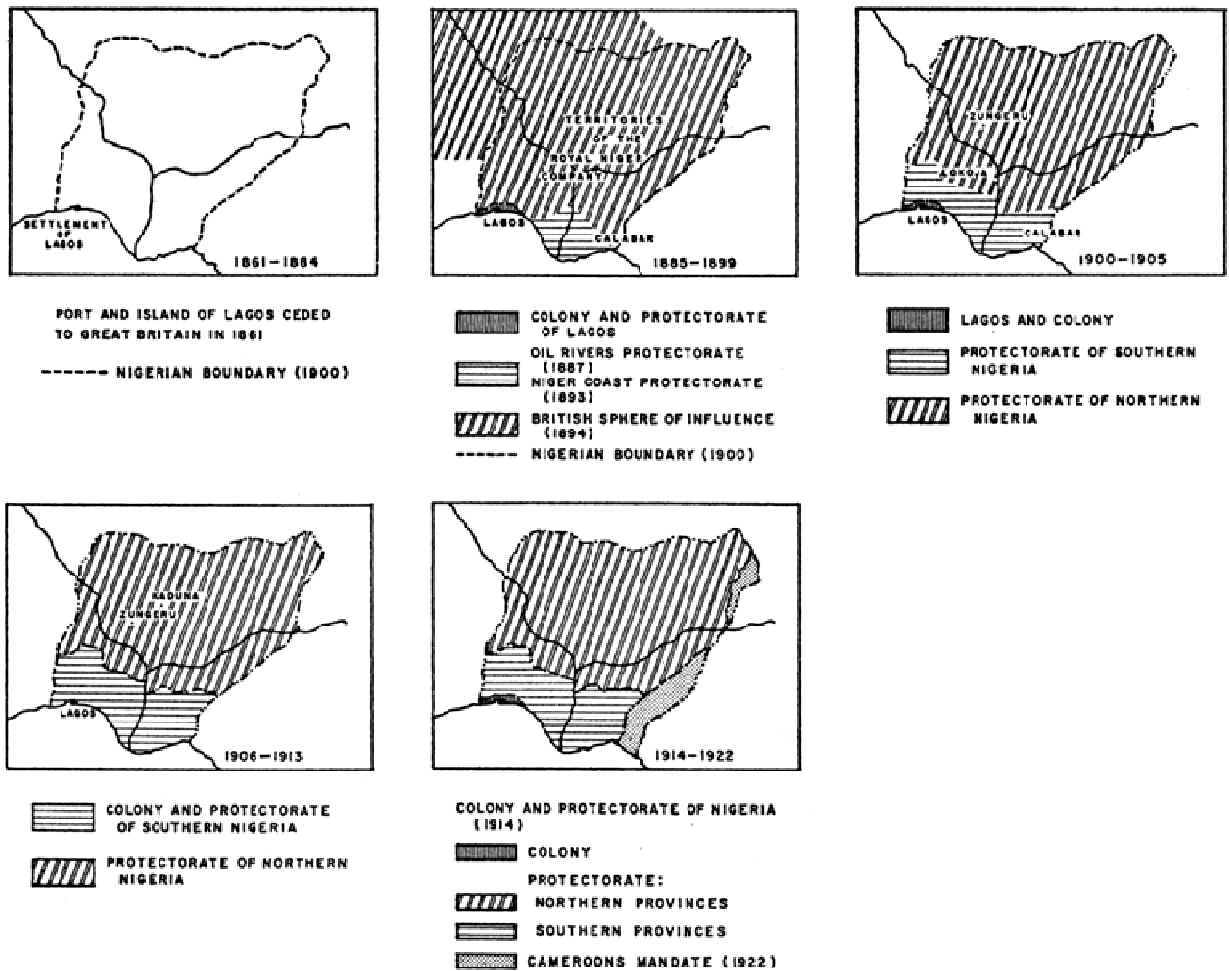 SETTLEMENT
OF
LAGOS
1861-1884
PORT AND ISLAND OF LAGOS CEDED
TO GREAT BRITAIN IN 1861
NIGERIAN BOUNDARY (1900)
TERRITORIES
OF THE
ROYAL NIGER
COMPANY
LAGOS
CALABAR
1885-1899
COLONY AND PROTECTORATE
OF LAGOS
OIL RIVERS PROTECTORATE
(1887)
NIGER COAST PROTECTORATE
(1893)
BRITISH SPHERE OF INFLUENCE
(1894)
NIGERIAN BOUNDARY (1900)
ZUNGERU
LOKOJA
LAGOS
CALABAR
1900-1905
LAGOS AND COLONY
PROTECTORATE OF SOUTHERN
NIGERIA
PROTECTORATE OF NORTHERN
NIGERIA
KADUNA
ZUNGERU
LAGOS
1906-1913
COLONY AND PROTECTORATE
OF SOUTHERN NIGERIA
PROTECTORATE OF NORTHERN
NIGERIA
1914-1922
COLONY AND PROTECTORATE OF NIGERIA
(1914)
COLONY
PROTECTORATE:
NORTHERN PROVINCES
SOUTHERN PROVINCES
CAMEROONS MANDATE (1922)